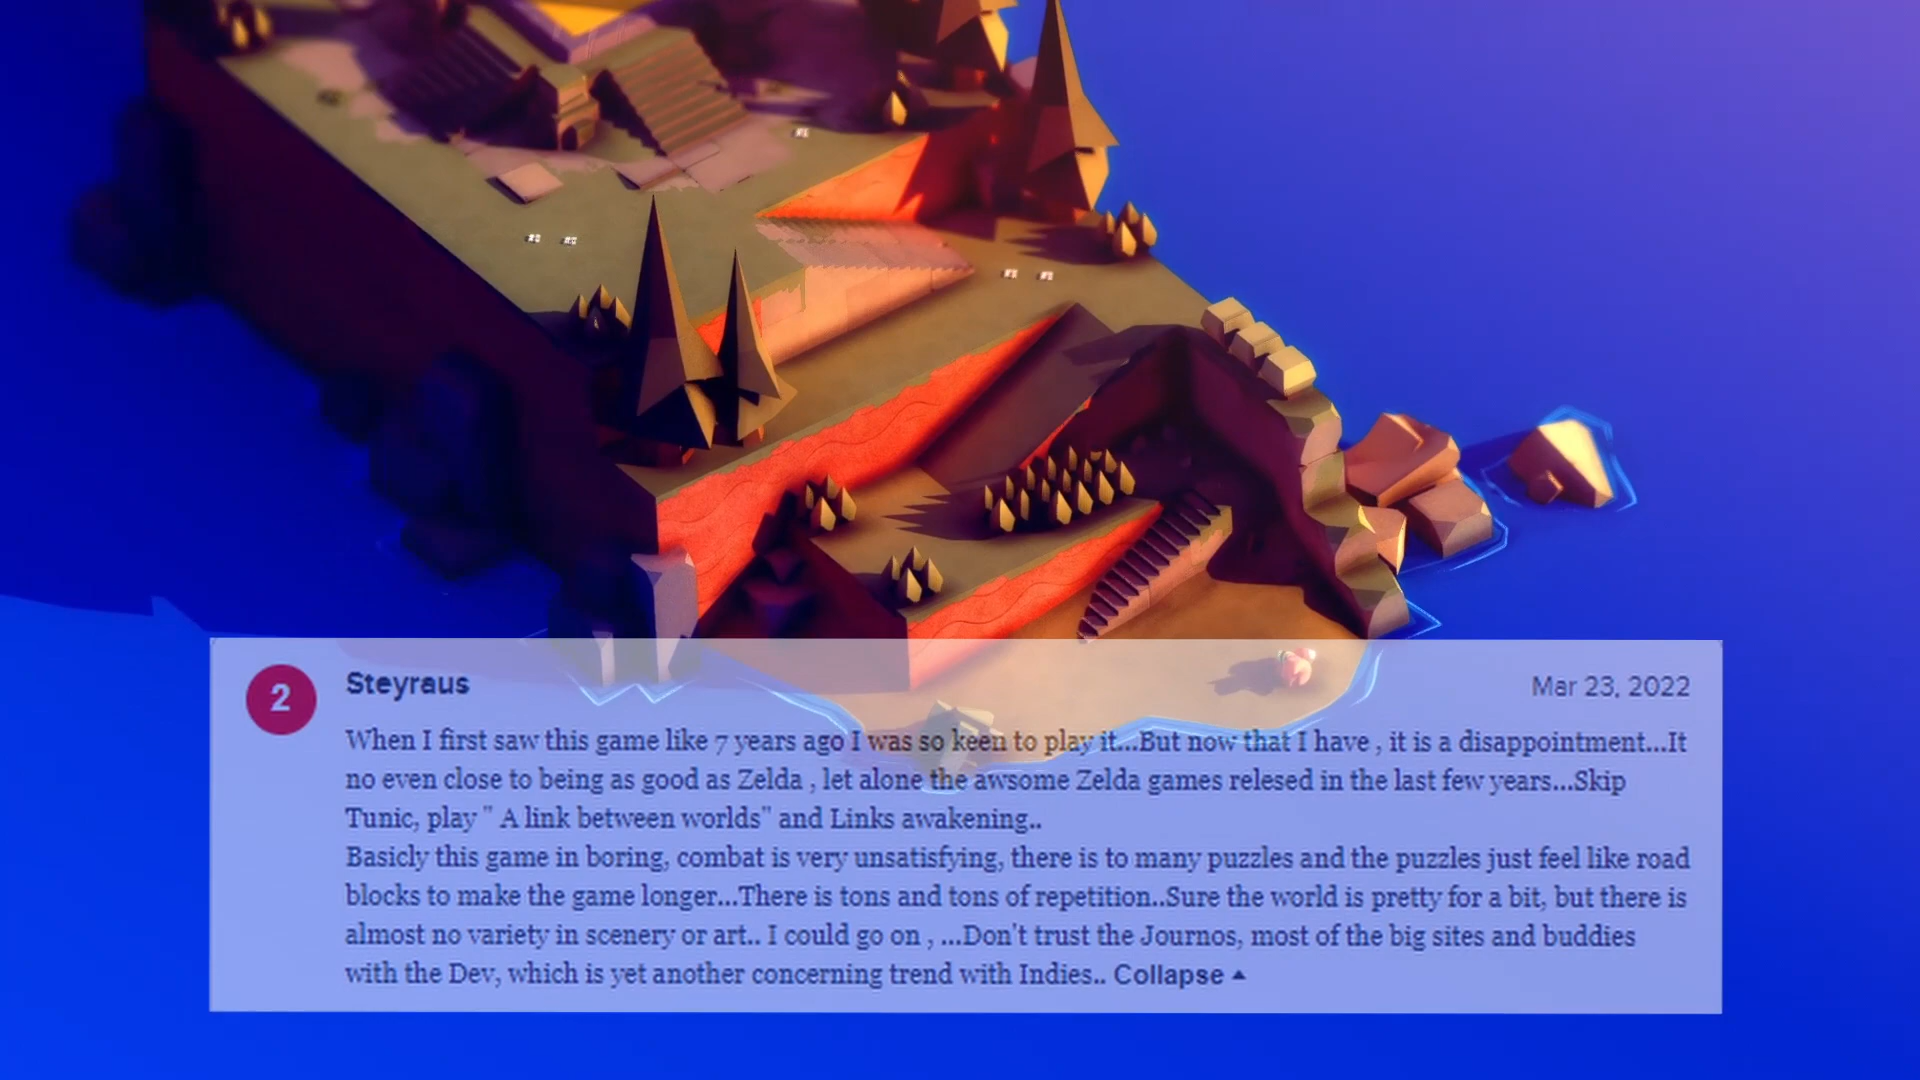 2
Steyraus
Mar 23, 2022
When I first saw this game like 7 years ago I was so keen to play it...But now that I have , it is a disappointment...It
no even close to being as good as Zelda , let alone the awsome Zelda games relesed in the last few years...Skip
Tunic, play " A link between worlds" and Links awakening..
Basicly this game in boring, combat is very unsatisfying, there is to many puzzles and the puzzles just feel like road
blocks to make the game longer...There is tons and tons of repetition..Sure the world is pretty for a bit, but there is
almost no variety in scenery or art.. I could go on , ...Don't trust the Journos, most of the big sites and buddies
with the Dev, which is yet another concerning trend with Indies.. Collapse